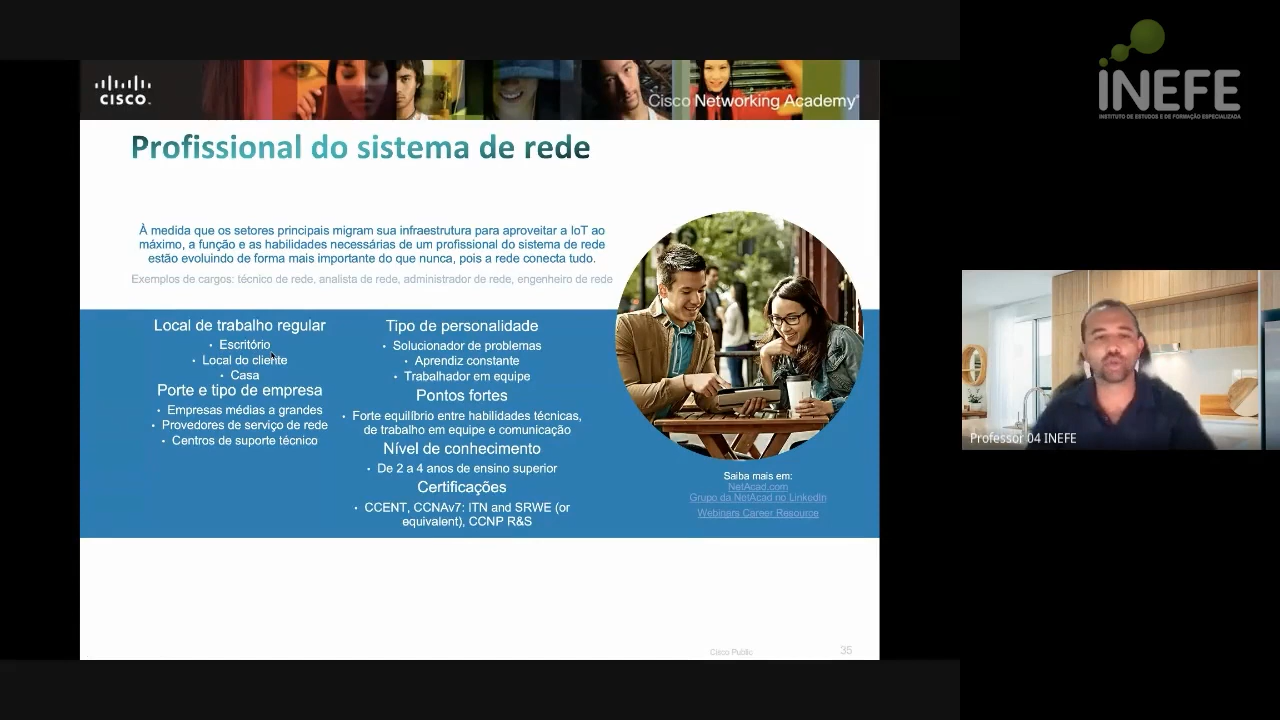 CISCO
Cisco Networking Academy®
Profissional do sistema de rede
À medida que os setores principais migram sua infraestrutura para aproveitar a IoT ao
máximo, a função e as habilidades necessárias de um profissional do sistema de rede
estão evoluindo de forma mais importante do que nunca, pois a rede conecta tudo.
Exemplos de cargos: técnico de rede, analista de rede, administrador de rede, engenheiro de rede
Local de trabalho regular
• Escritório
• Local do cliente
• Casa
Porte e tipo de empresa
• Empresas médias a grandes
• Provedores de serviço de rede
• Centros de suporte técnico
Tipo de personalidade
• Solucionador de problemas
• Aprendiz constante
• Trabalhador em equipe
Pontos fortes
• Forte equilíbrio entre habilidades técnicas,
de trabalho em equipe e comunicação
Nível de conhecimento
• De 2 a 4 anos de ensino superior
Certificações
• CCENT, CCNAv7: ITN and SRWE (or
equivalent), CCNP R&S
Saiba mais em:
NetAcad.com
Grupo da NetAcad no LinkedIn
Webinars Career Resource
Cisco Public
35
INEFE
INSTITUTO DE ESTUDOS E DE FORMAÇÃO ESPECIALIZADA
Professor 04 INEFE